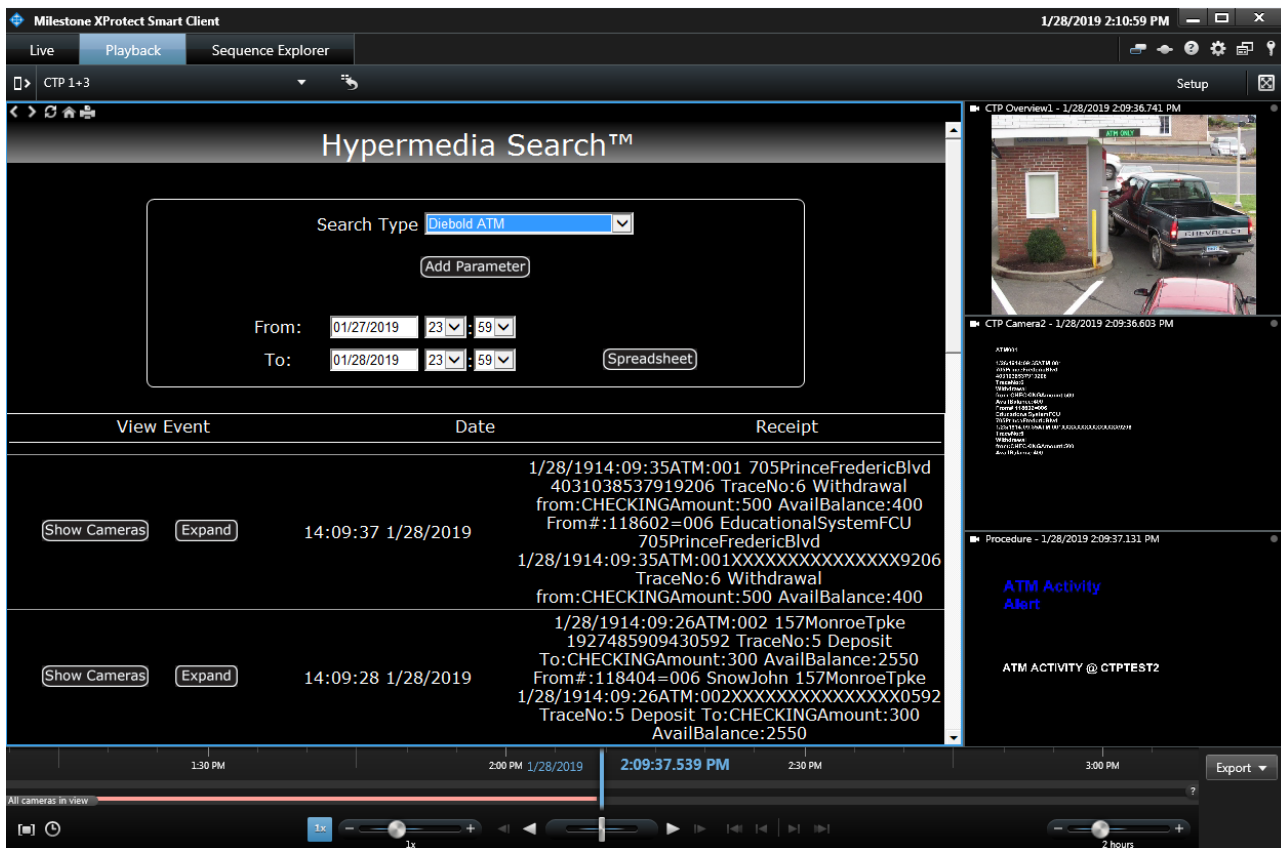 Milestone XProtect Smart Client
1/28/2019 2:10:59 PM
Live
Playback
Sequence Explorer
CTP 1+3
Setup
Hypermedia Search™
Search Type
Diebold ATM
Add Parameter
From:
01/27/2019
23
:
59
To:
01/28/2019
23
:
59
Spreadsheet
View Event
Date
Receipt
Show Cameras
Expand
14:09:37 1/28/2019
1/28/1914:09:35ATM:001 705PrinceFredericBlvd
4031038537919206 TraceNo:6 Withdrawal
from:CHECKINGAmount:500 AvailBalance:400
From#:118602=006 EducationalSystemFCU
705PrinceFredericBlvd
1/28/1914:09:35ATM:001XXXXXXXXXXXXXXX9206
TraceNo:6 Withdrawal
from:CHECKINGAmount:500 AvailBalance:400
Show Cameras
Expand
14:09:28 1/28/2019
1/28/1914:09:26ATM:002 157MonroeTpke
1927485909430592 TraceNo:5 Deposit
To:CHECKINGAmount:300 AvailBalance:2550
From#:118404=006 SnowJohn 157MonroeTpke
1/28/1914:09:26ATM:002XXXXXXXXXXXXXXX0592
TraceNo:5 Deposit To:CHECKINGAmount:300
AvailBalance:2550
CTP Overview1 - 1/28/2019 2:09:36.741 PM
ATM ONLY
CHEVROLET
CTP Camera2 - 1/28/2019 2:09:36.603 PM
ATM001
Withdrawal
Withdrawal
Procedure - 1/28/2019 2:09:37.131 PM
ATM Activity
Alert
ATM ACTIVITY @ CTPTEST2
1:30 PM
2:00 PM
1/28/2019
2:09:37.539 PM
2:30 PM
3:00 PM
Export
All cameras in view
?
1x
1x
2 hours